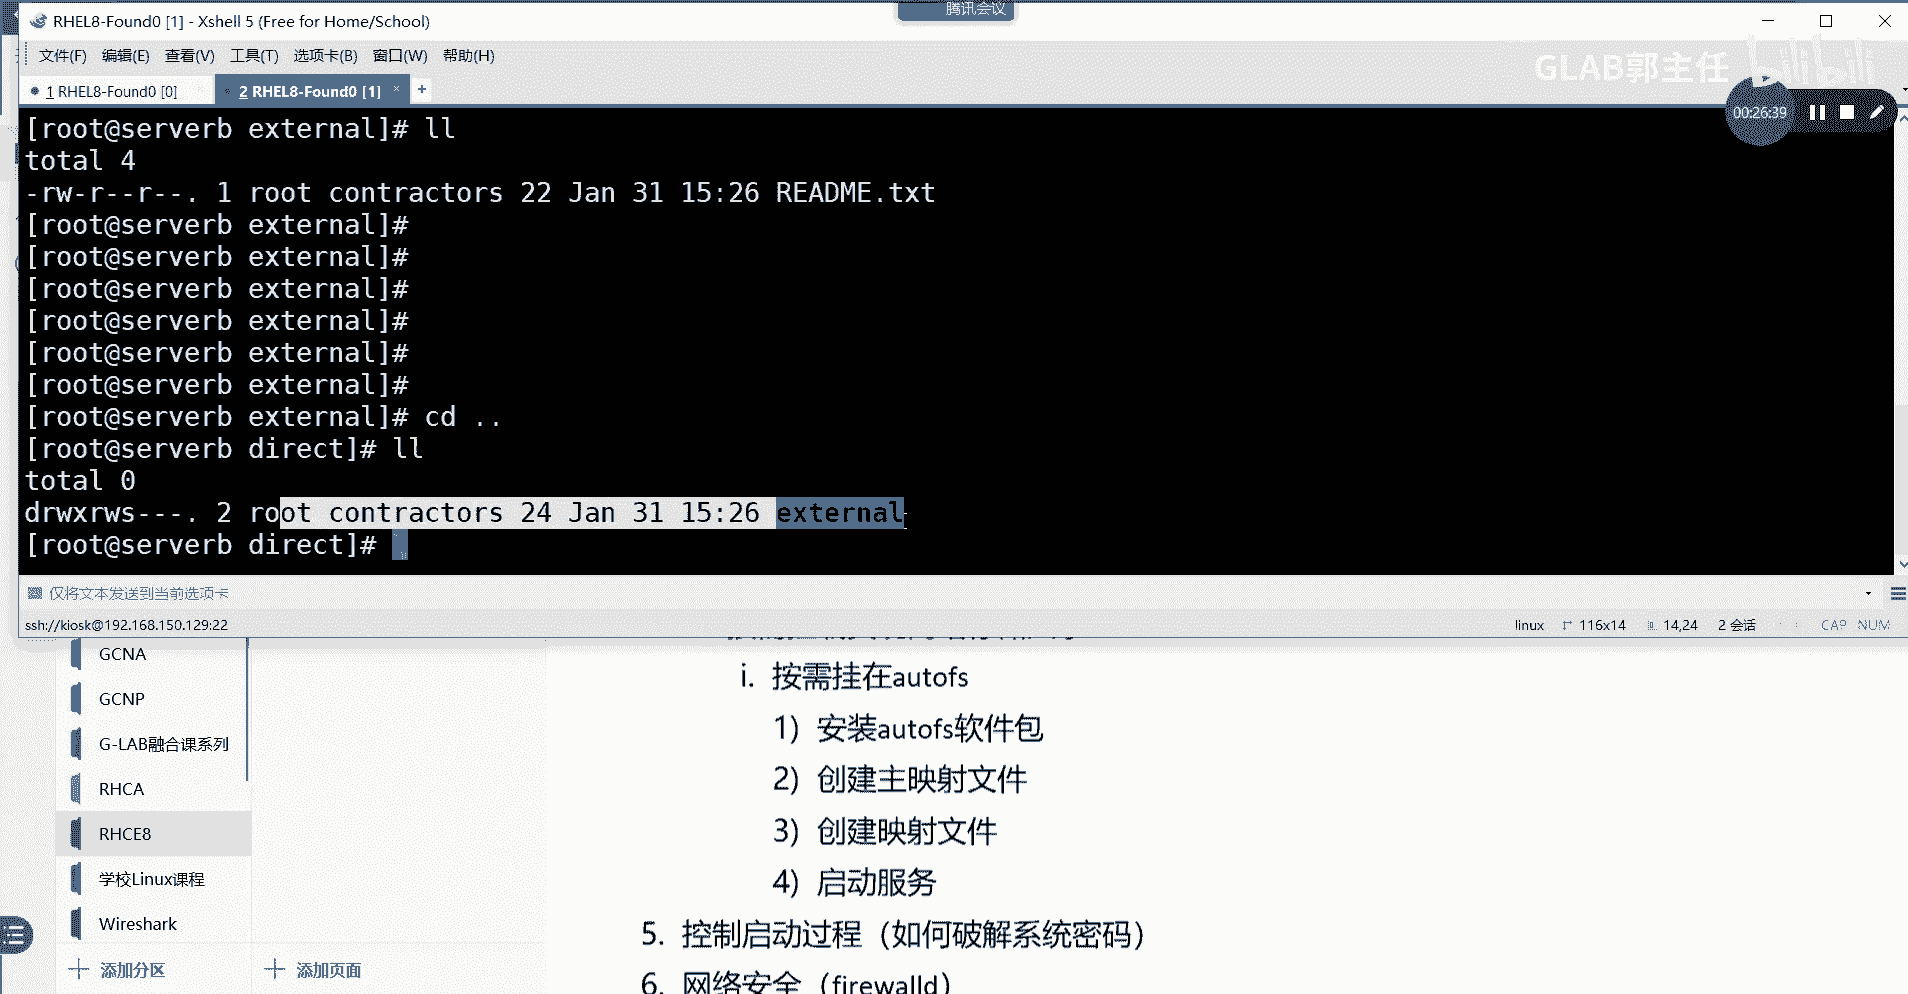 腾讯会议
RHEL8-Found0 [1] - Xshell 5 (Free for Home/School)
文件(F) 编辑(E) 查看(V) 工具(T) 选项卡(B) 窗口(W) 帮助(H)
GLAB郭主任 bilibili
1 RHEL8-Found0 [0] 2 RHEL8-Found0 [1] × +
00:26:39
[root@serverb external]# ll
total 4
-rw-r--r--. 1 root contractors 22 Jan 31 15:26 README.txt
[root@serverb external]#
[root@serverb external]#
[root@serverb external]#
[root@serverb external]#
[root@serverb external]#
[root@serverb external]#
[root@serverb external]# cd ..
[root@serverb direct]# ll
total 0
drwxrws---. 2 root contractors 24 Jan 31 15:26 external
[root@serverb direct]#
仅将文本发送到当前选项卡
ssh://kiosk@192.168.150.129:22 linux 116x14 14,24 2 会话 CAP NUM
GCNA
GCNP
G-LAB融合课系列
RHCA
RHCE8
学校Linux课程
Wireshark
添加分区 添加页面
i. 按需挂在autofs
1) 安装autofs软件包
2) 创建主映射文件
3) 创建映射文件
4) 启动服务
5. 控制启动过程（如何破解系统密码）
6. 网络安全（firewalld）